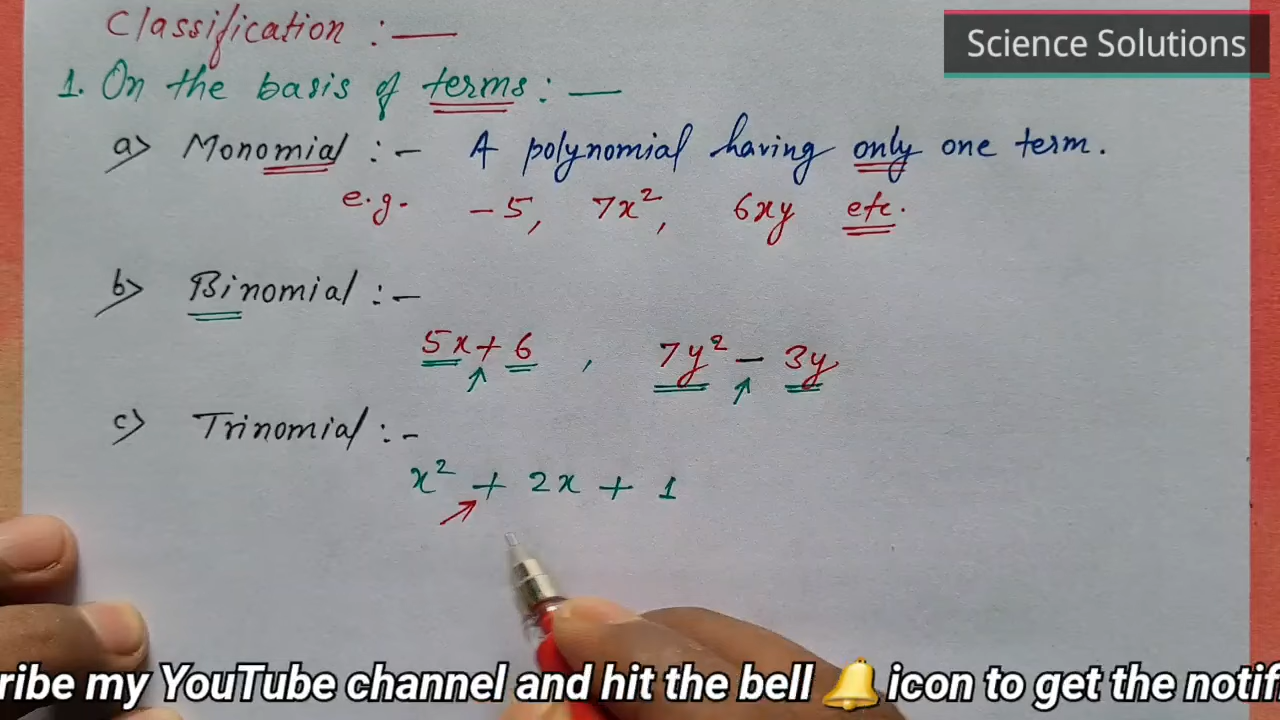 Classification : —
Science Solutions
1. On the basis of terms : —
a) Monomial :- A polynomial having only one term.
e.g. -5, 7x², 6xy etc.
b) Binomial :-
5x + 6 , 7y² - 3y
c) Trinomial :-
x² + 2x + 1
ribe my YouTube channel and hit the bell 🔔 icon to get the notif